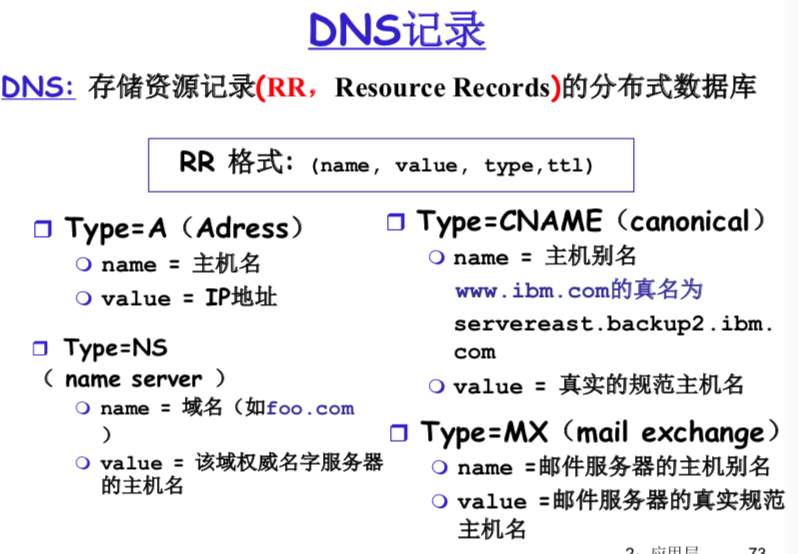 DNS记录
DNS: 存储资源记录(RR，Resource Records)的分布式数据库
RR 格式: (name, value, type,ttl)
Type=A（Adress）
name = 主机名
value = IP地址
Type=NS
（ name server ）
name = 域名（如foo.com
）
value = 该域权威名字服务器
的主机名
Type=CNAME（canonical）
name = 主机别名
www.ibm.com的真名为
servereast.backup2.ibm.
com
value = 真实的规范主机名
Type=MX（mail exchange）
name =邮件服务器的主机别名
value =邮件服务器的真实规范
主机名
2: 应用层 73